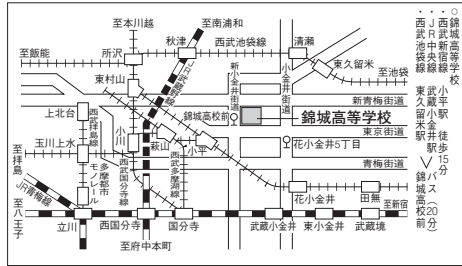 ○錦城高等学校
・西武新宿線 小平駅 徒歩15分
・JR中央線 武蔵小金井駅
・西武池袋線 東久留米駅
＞バス（20分）錦城高校前
至本川越
至南浦和
至飯能
所沢
秋津
西武池袋線
清瀬
東久留米
至池袋
東村山
JR武蔵野線
新小金井街道
小金井街道
新青梅街道
上北台
錦城高校前
錦城高等学校
東京街道
玉川上水
西武拝島線
小川
萩山
小平
花小金井5丁目
青梅街道
至拝島
多摩都市モノレール
西武国分寺線
西武多摩湖線
JR青梅線
花小金井
田無
至新宿
至八王子
立川
西国分寺
国分寺
武蔵小金井
東小金井
武蔵境
至府中本町